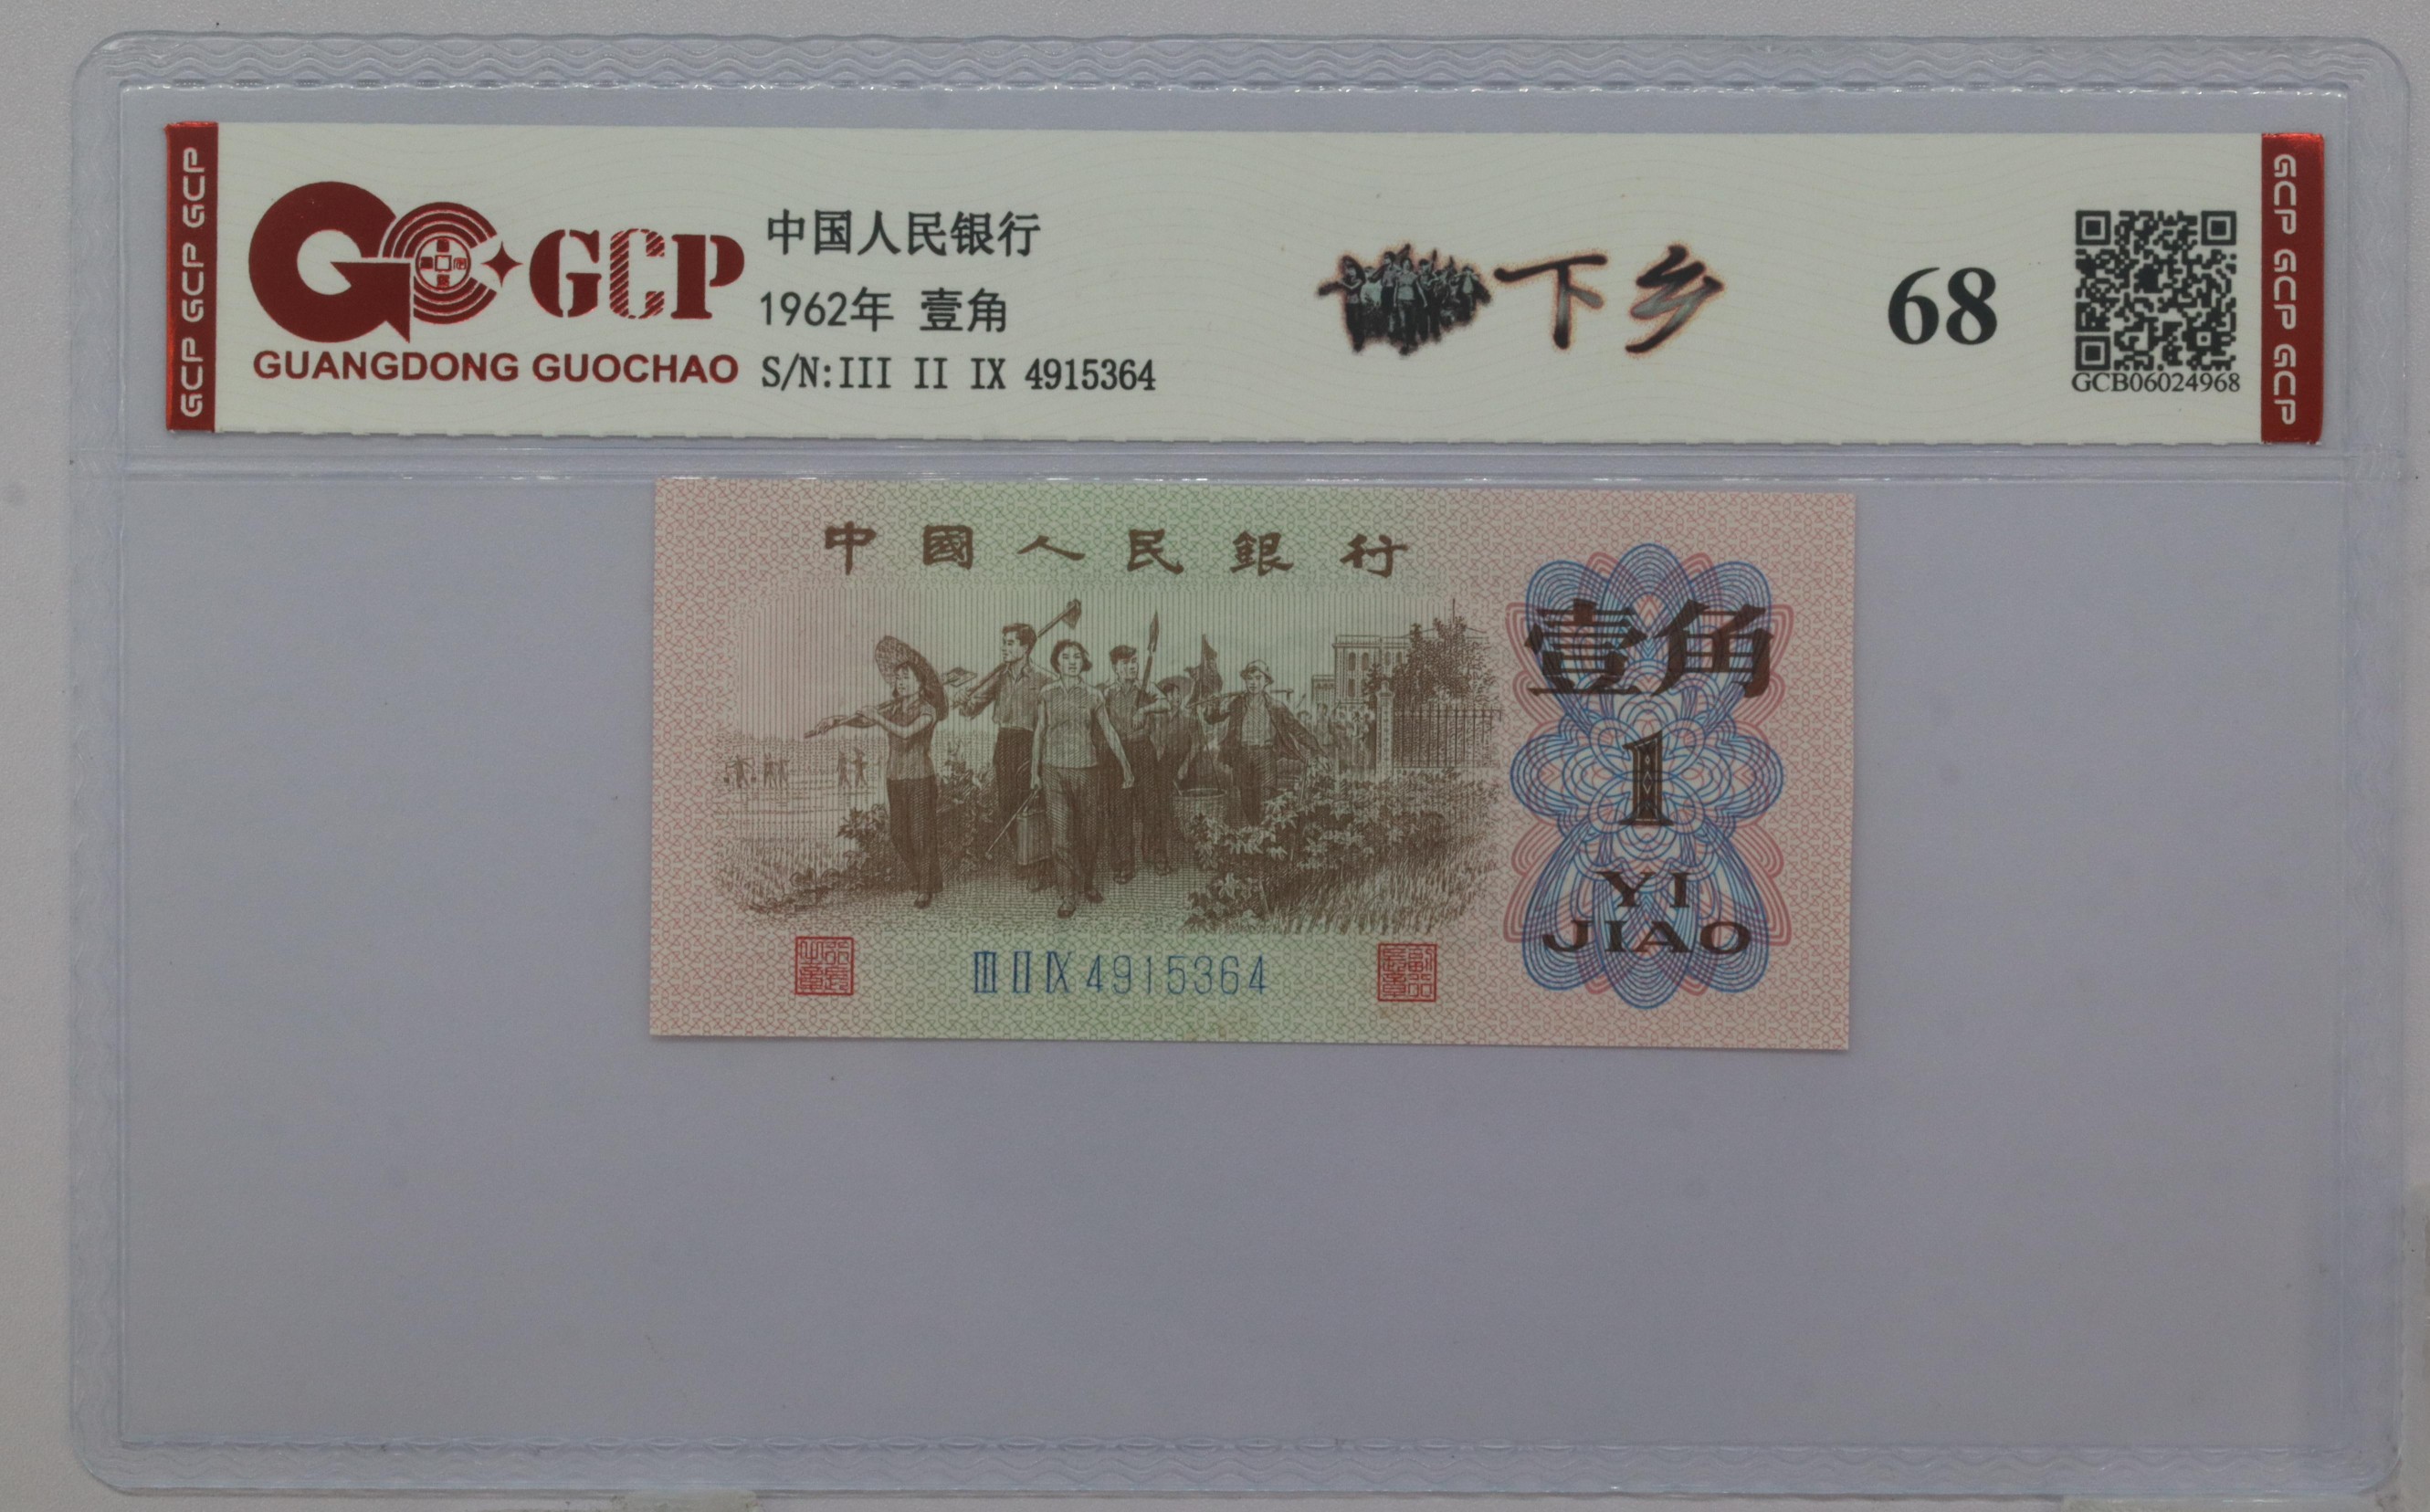 GCP GCP GCP
GCP
GUANGDONG GUOCHAO
中国人民银行
1962年 壹角
S/N:III II IX 4915364
下乡
68
GCB06024968
GCP GCP GCP
中國人民銀行
壹角
1
YI
JIAO
III II IX 4915364